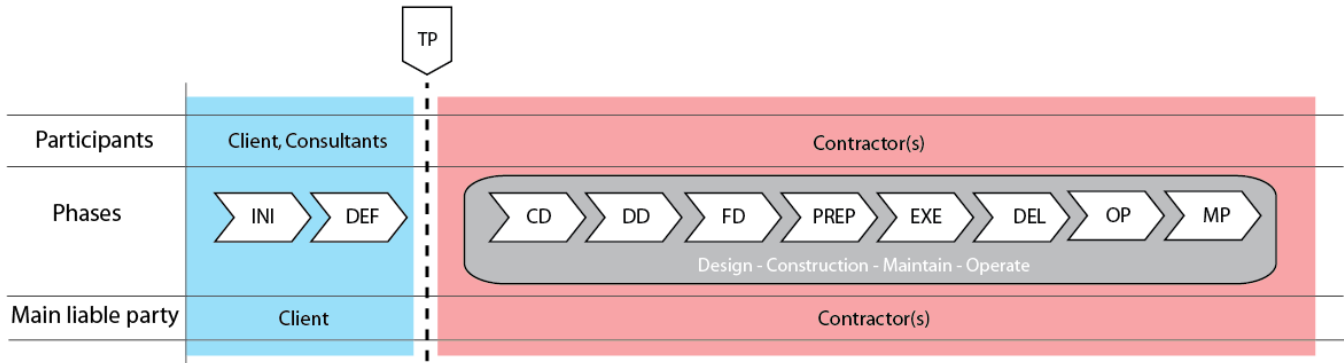 TP
Participants
Client, Consultants
Contractor(s)
Phases
INI
DEF
CD
DD
FD
PREP
EXE
DEL
OP
MP
Design - Construction - Maintain - Operate
Main liable party
Client
Contractor(s)